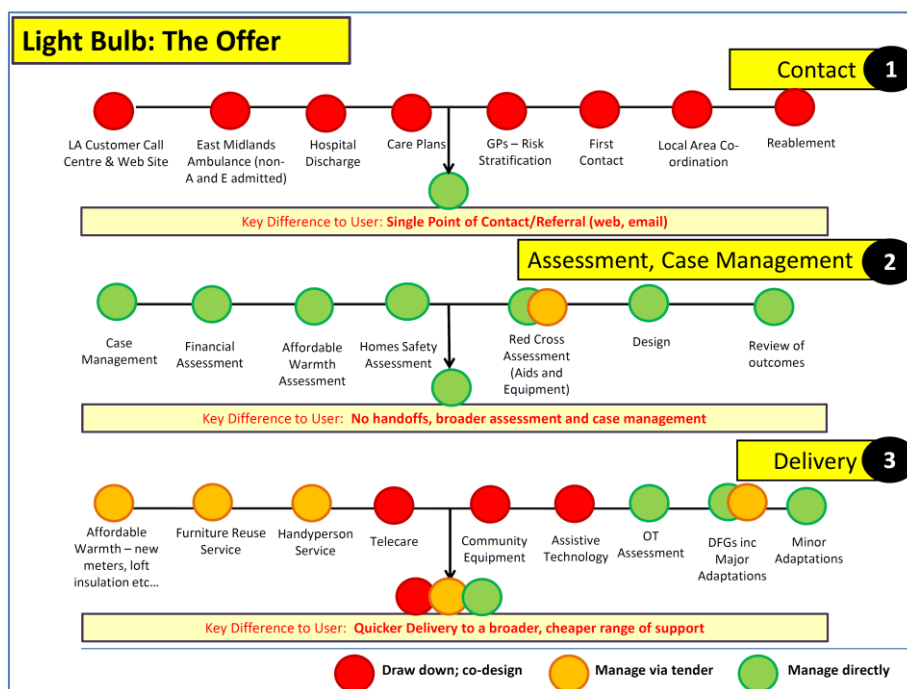 Light Bulb: The Offer
Contact 1
LA Customer Call
Centre & Web Site
East Midlands
Ambulance (non-
A and E admitted)
Hospital
Discharge
Care Plans
GPs – Risk
Stratification
First
Contact
Local Area Co-
ordination
Reablement
Key Difference to User: Single Point of Contact/Referral (web, email)
Assessment, Case Management 2
Case
Management
Financial
Assessment
Affordable
Warmth
Assessment
Homes Safety
Assessment
Red Cross
Assessment
(Aids and
Equipment)
Design
Review of
outcomes
Key Difference to User: No handoffs, broader assessment and case management
Delivery 3
Affordable
Warmth – new
meters, loft
insulation etc…
Furniture Reuse
Service
Handyperson
Service
Telecare
Community
Equipment
Assistive
Technology
OT
Assessment
DFGs inc
Major
Adaptations
Minor
Adaptations
Key Difference to User: Quicker Delivery to a broader, cheaper range of support
Draw down; co-design
Manage via tender
Manage directly